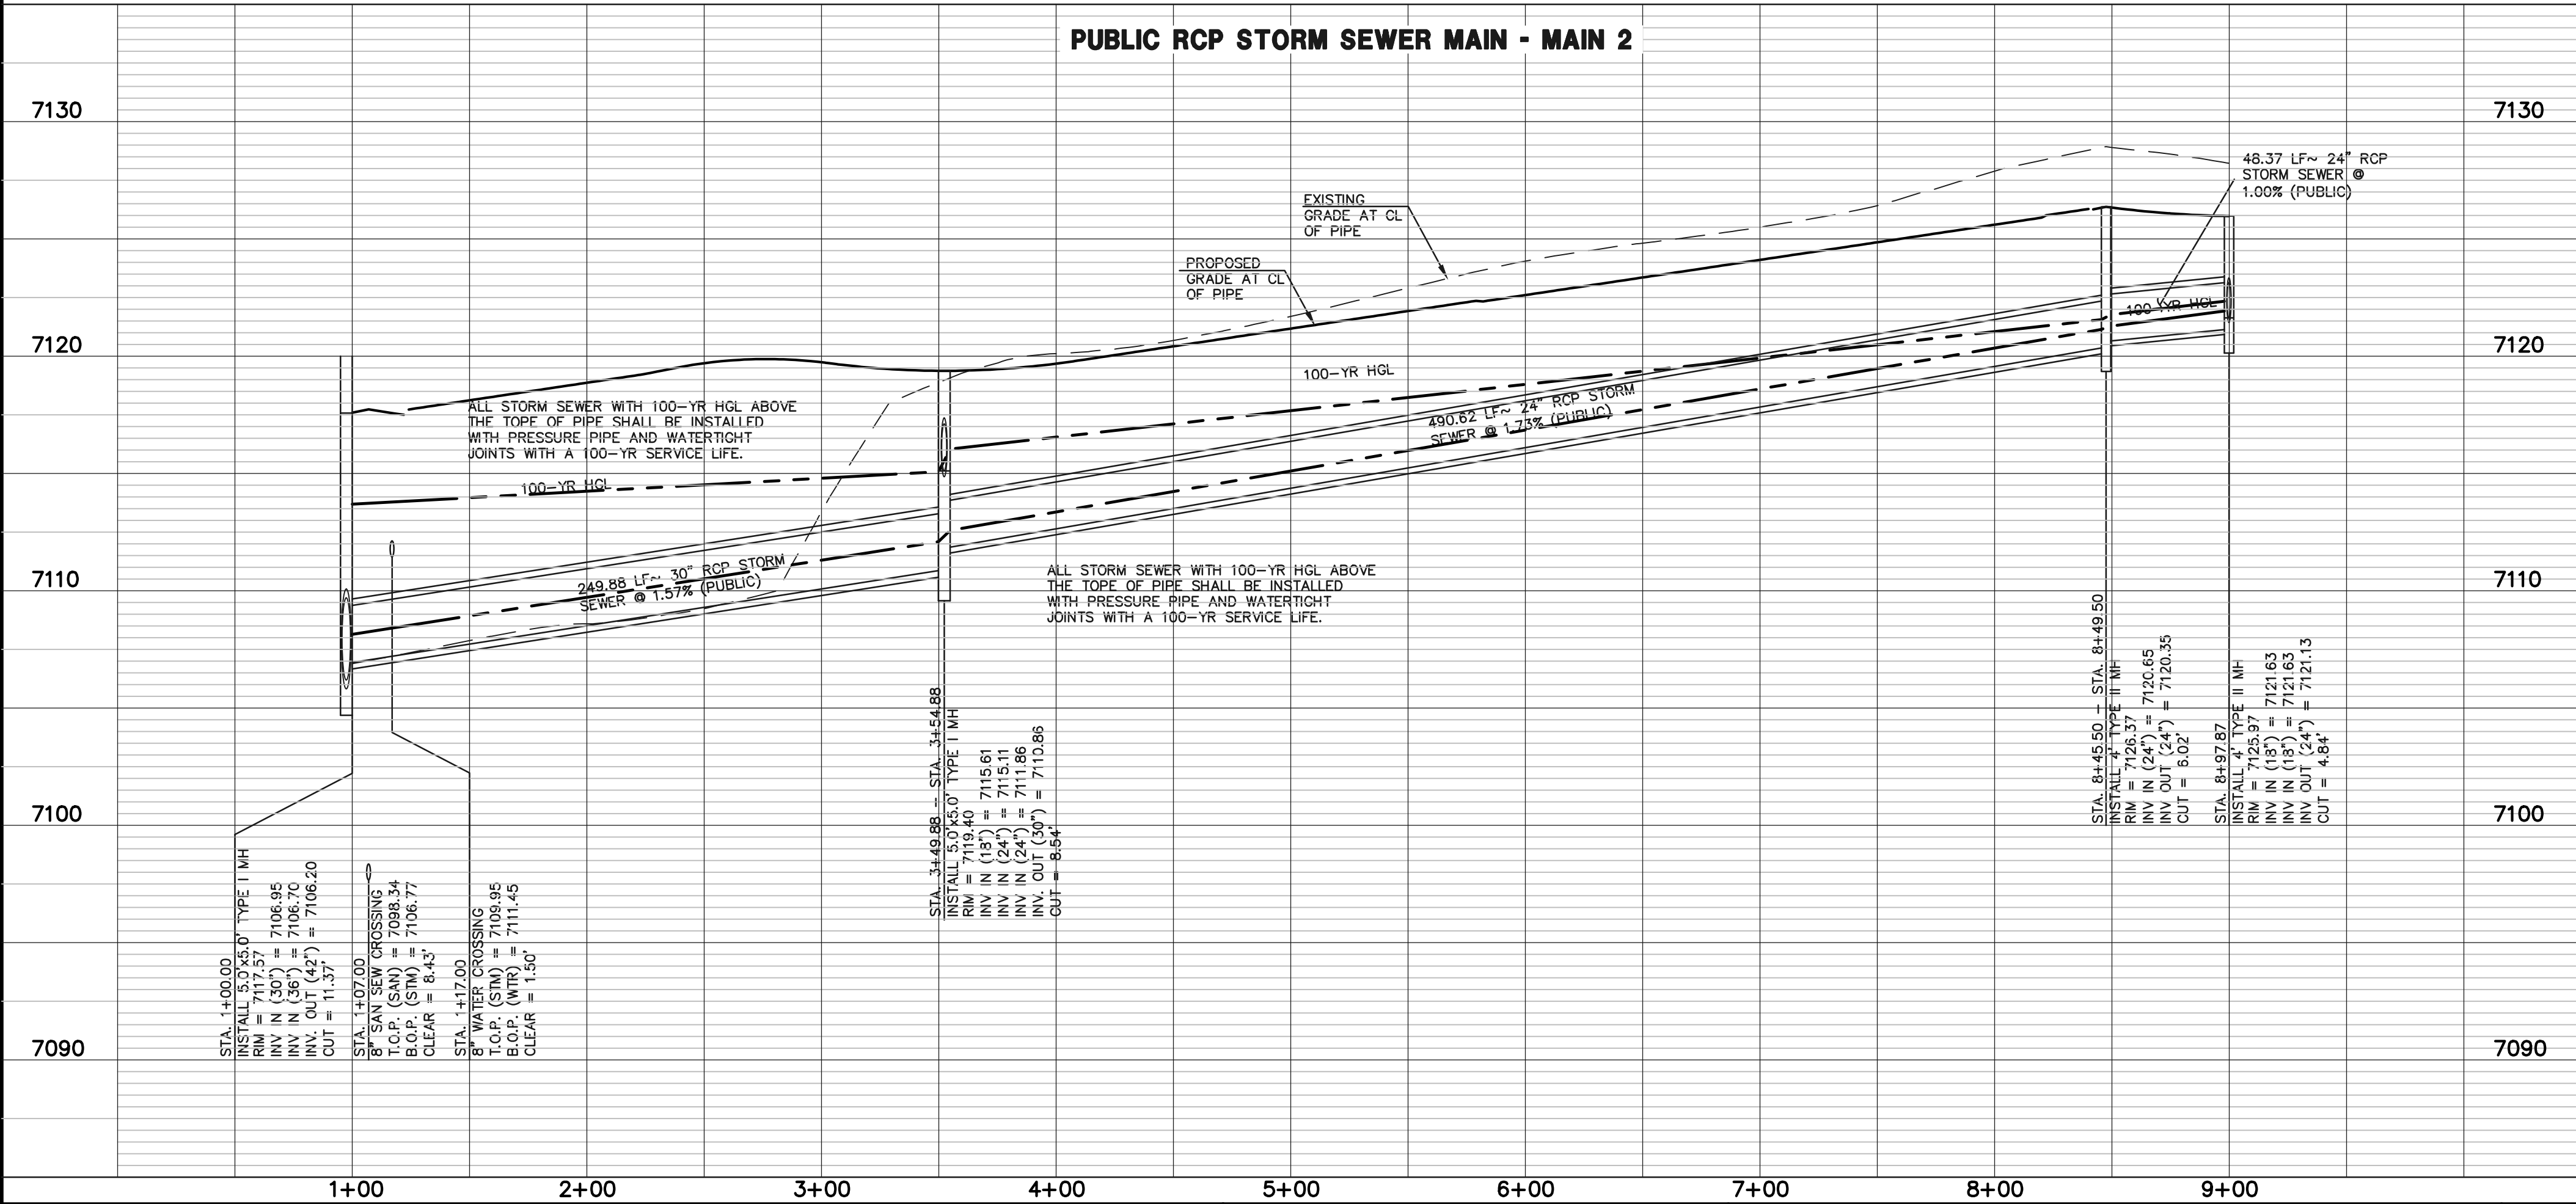 PUBLIC RCP STORM SEWER MAIN - MAIN 2
7130
7130
7120
7120
7110
7110
7100
7100
7090
7090
48.37 LF~ 24" RCP
STORM SEWER @
1.00% (PUBLIC)
EXISTING
GRADE AT CL
OF PIPE
PROPOSED
GRADE AT CL
OF PIPE
100-YR HGL
100-YR HGL
100-YR HGL
ALL STORM SEWER WITH 100-YR HGL ABOVE
THE TOPE OF PIPE SHALL BE INSTALLED
WITH PRESSURE PIPE AND WATERTIGHT
JOINTS WITH A 100-YR SERVICE LIFE.
490.62 LF~ 24" RCP STORM
SEWER @ 1.73% (PUBLIC)
249.88 LF~ 30" RCP STORM
SEWER @ 1.57% (PUBLIC)
ALL STORM SEWER WITH 100-YR HGL ABOVE
THE TOPE OF PIPE SHALL BE INSTALLED
WITH PRESSURE PIPE AND WATERTIGHT
JOINTS WITH A 100-YR SERVICE LIFE.
STA. 1+00.00
INSTALL 5.0'x5.0' TYPE I MH
RIM = 7117.57
INV IN (30") = 7106.95
INV IN (36") = 7106.70
INV. OUT (42") = 7106.20
CUT = 11.37'
STA. 1+07.00
8" SAN SEW CROSSING
T.O.P. (SAN) = 7098.34
B.O.P. (STM) = 7106.77
CLEAR = 8.43'
STA. 1+17.00
8" WATER CROSSING
T.O.P. (STM) = 7109.95
B.O.P. (WTR) = 7111.45
CLEAR = 1.50'
STA. 3+49.88 -- STA. 3+54.88
INSTALL 5.0'x5.0' TYPE I MH
RIM = 7119.40
INV IN (18") = 7115.61
INV IN (24") = 7115.11
INV IN (24") = 7111.86
INV. OUT (30") = 7110.86
CUT = 8.54'
STA. 8+45.50 - STA. 8+49.50
INSTALL 4' TYPE II MH
RIM = 7126.37
INV IN (24") = 7120.65
INV OUT (24") = 7120.35
CUT = 6.02'
STA. 8+97.87
INSTALL 4' TYPE II MH
RIM = 7125.97
INV IN (18") = 7121.63
INV IN (18") = 7121.63
INV OUT (24") = 7121.13
CUT = 4.84'
1+00
2+00
3+00
4+00
5+00
6+00
7+00
8+00
9+00